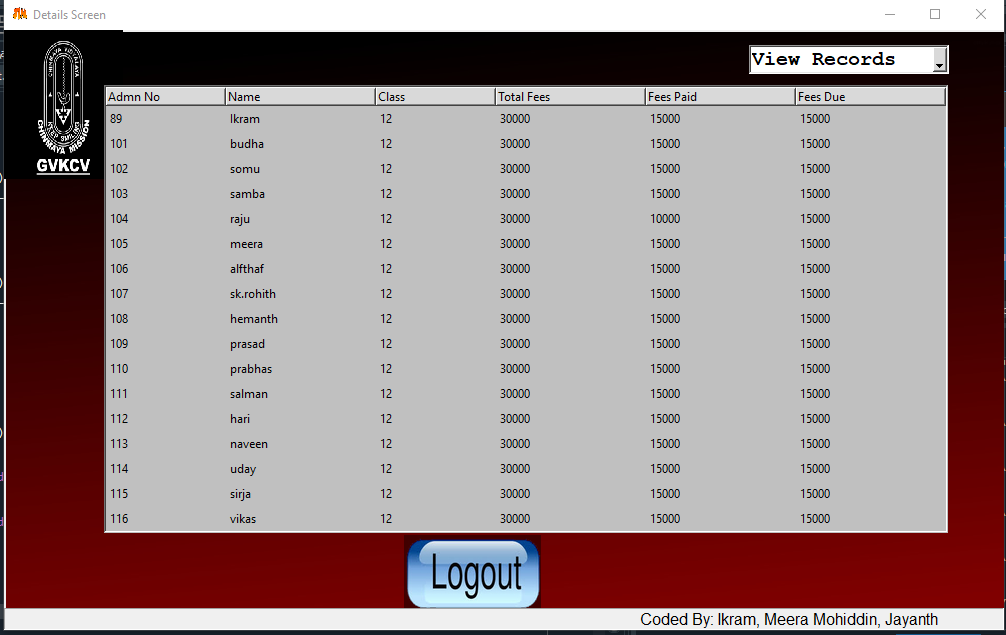 Details Screen
View Records
CHINMAYA VIDYALAYA
KEEP SMILING
CHINMAYA MISSION
GVKCV
Admn No Name Class Total Fees Fees Paid Fees Due
89 Ikram 12 30000 15000 15000
101 budha 12 30000 15000 15000
102 somu 12 30000 15000 15000
103 samba 12 30000 15000 15000
104 raju 12 30000 10000 15000
105 meera 12 30000 15000 15000
106 alfthaf 12 30000 15000 15000
107 sk.rohith 12 30000 15000 15000
108 hemanth 12 30000 15000 15000
109 prasad 12 30000 15000 15000
110 prabhas 12 30000 15000 15000
111 salman 12 30000 15000 15000
112 hari 12 30000 15000 15000
113 naveen 12 30000 15000 15000
114 uday 12 30000 15000 15000
115 sirja 12 30000 15000 15000
116 vikas 12 30000 15000 15000
Logout
Coded By: Ikram, Meera Mohiddin, Jayanth